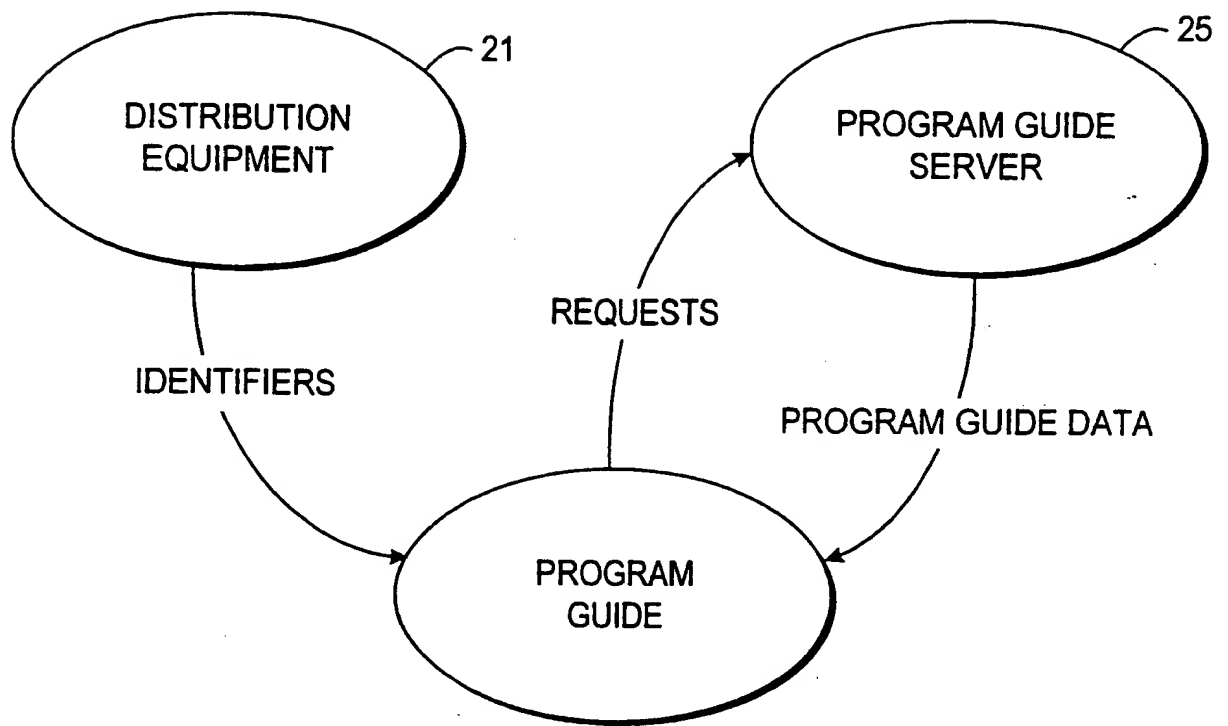 21
25
DISTRIBUTION
EQUIPMENT
PROGRAM GUIDE
SERVER
REQUESTS
IDENTIFIERS
PROGRAM GUIDE DATA
PROGRAM
GUIDE